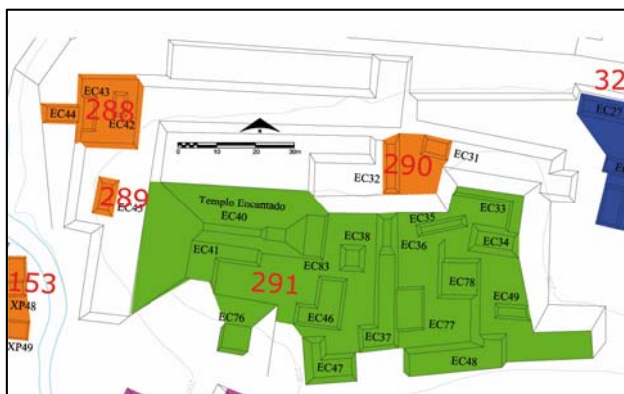 32
EC43
288
EC44
EC42
EC27
290
EC31
EC32
0
10
20
30m
289
EC45
Templo Encantado
EC40
EC33
EC35
EC34
EC38
EC36
EC41
EC83
291
EC78
153
EC49
XP48
EC46
EC76
EC77
XP49
EC37
EC47
EC48